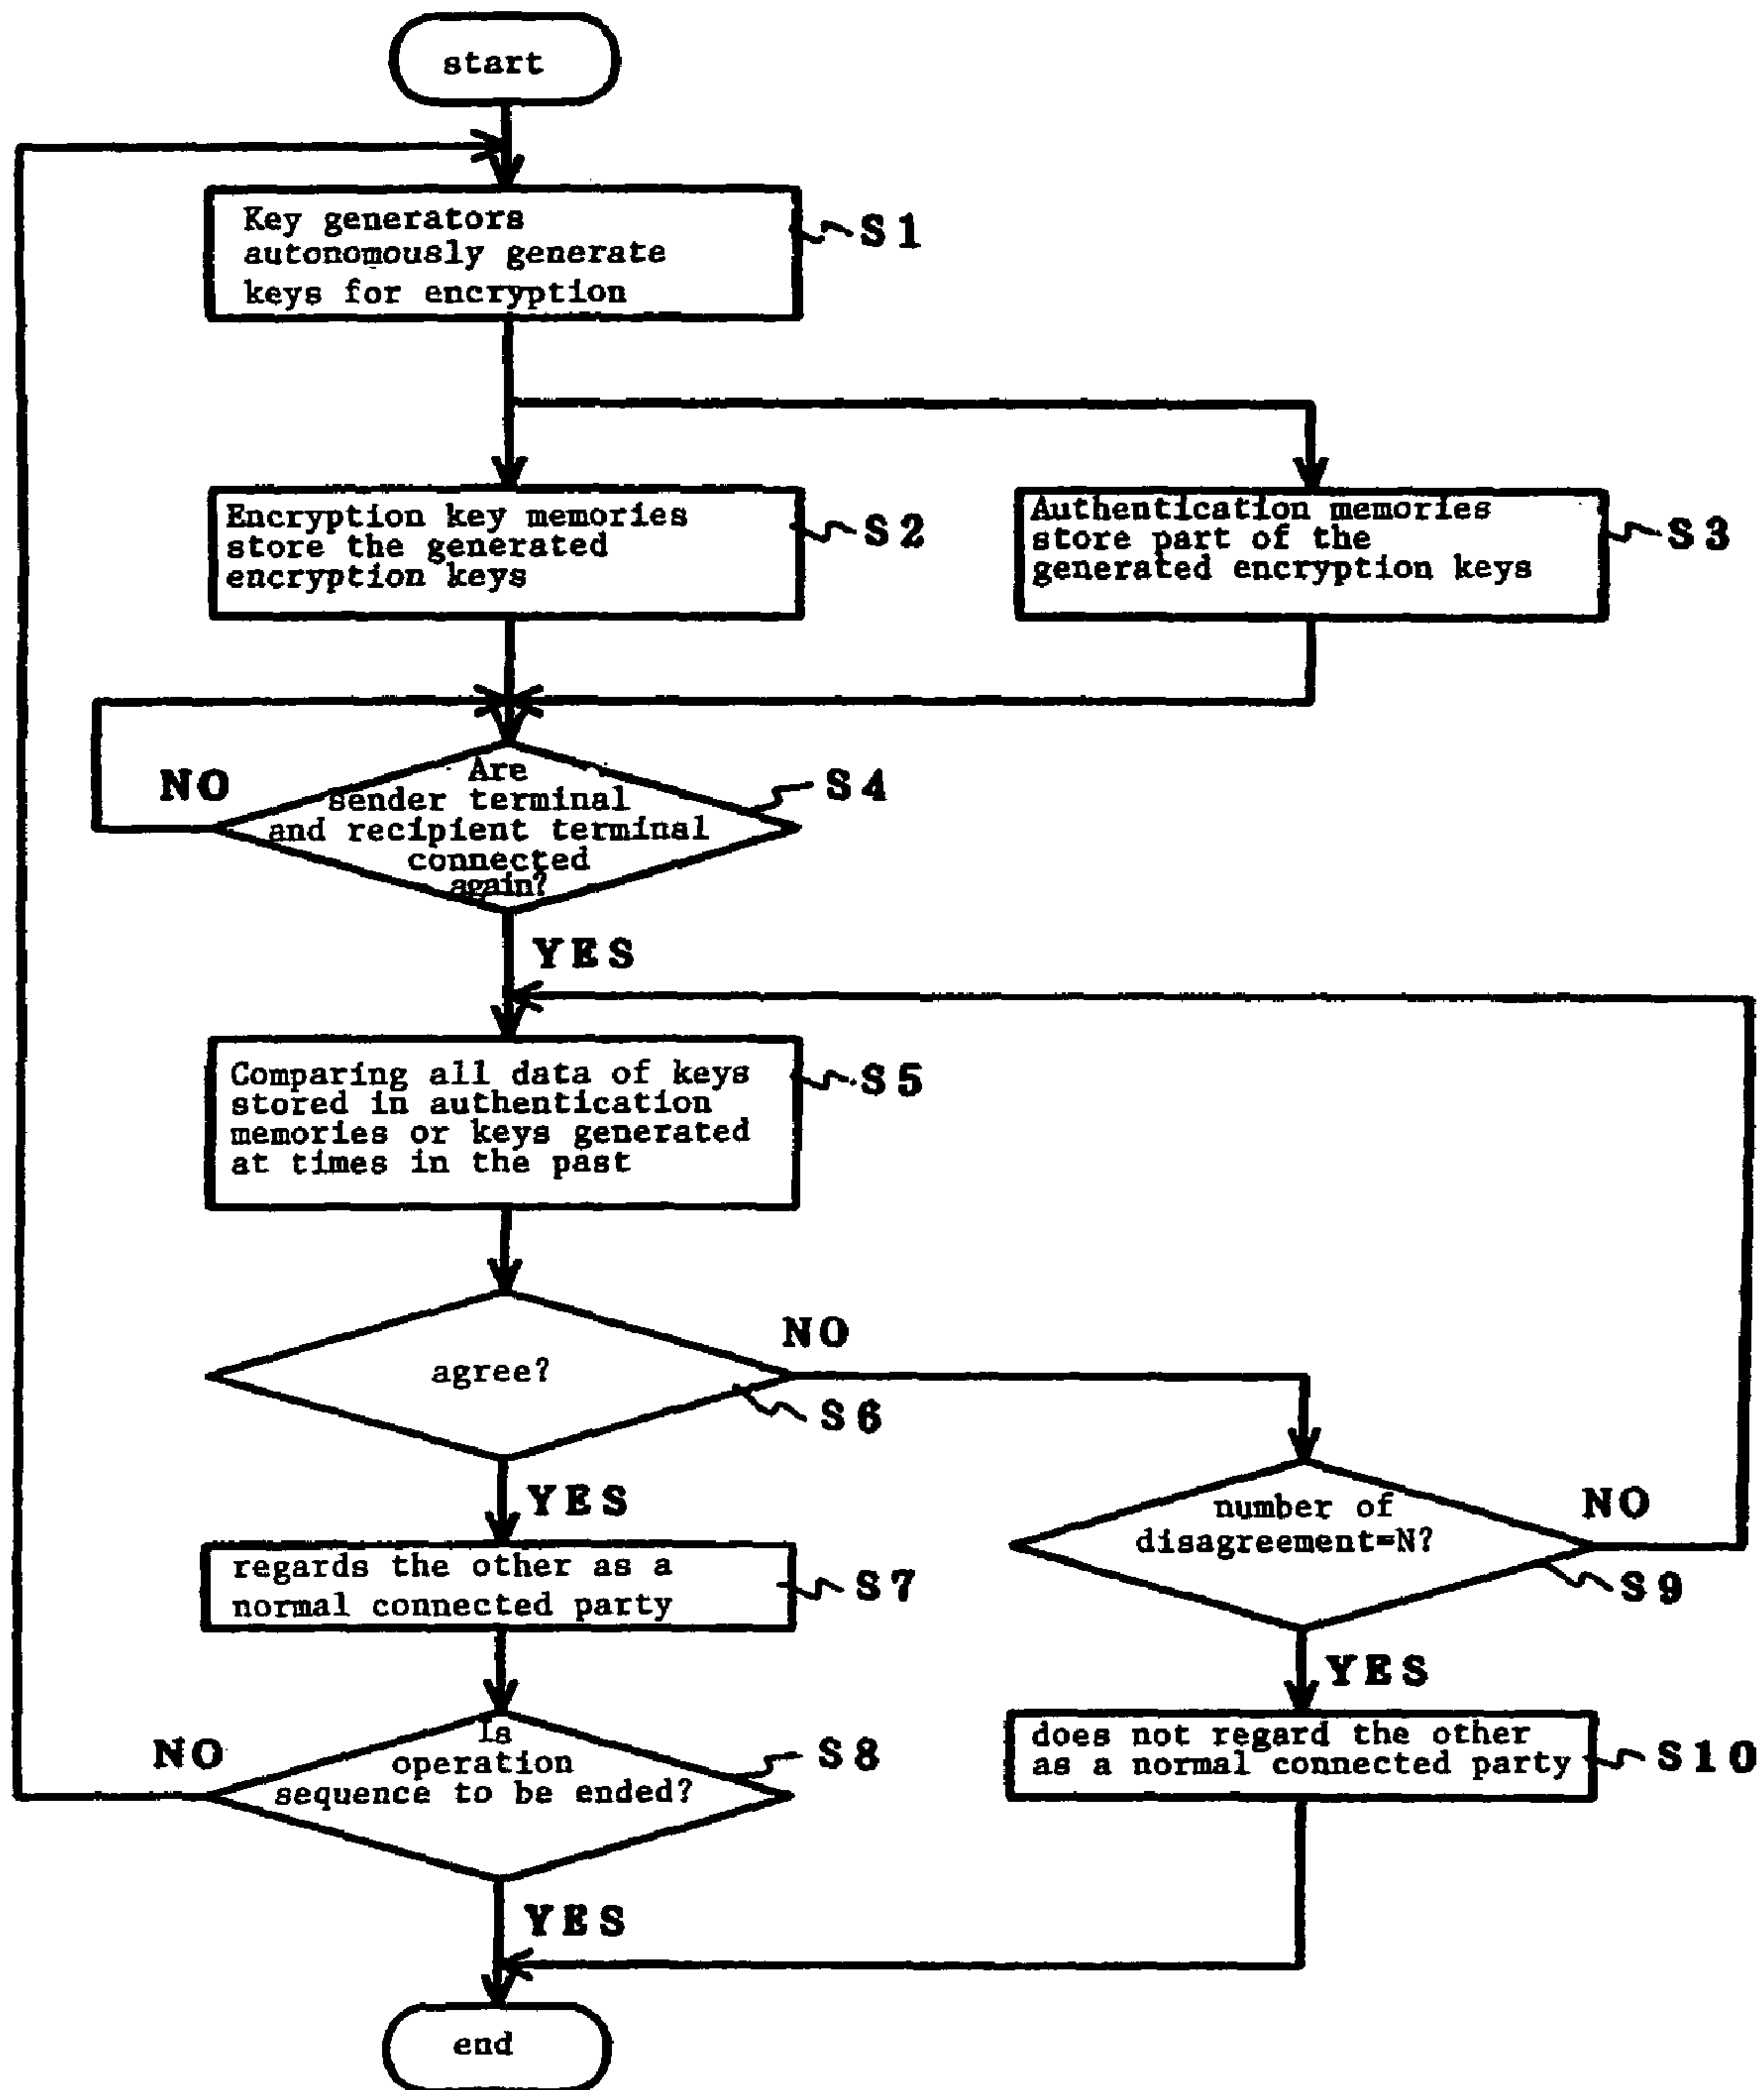 start
Key generators
autonomously generate
keys for encryption
S1
Encryption key memories
store the generated
encryption keys
S2
Authentication memories
store part of the
generated encryption keys
S3
NO
Are
sender terminal
and recipient terminal
connected
again?
S4
YES
Comparing all data of keys
stored in authentication
memories or keys generated
at times in the past
S5
agree?
NO
S6
YES
number of
disagreement=N?
NO
S9
regards the other as a
normal connected party
S7
YES
does not regard the other
as a normal connected party
S10
NO
Is
operation
sequence to be ended?
S8
YES
end